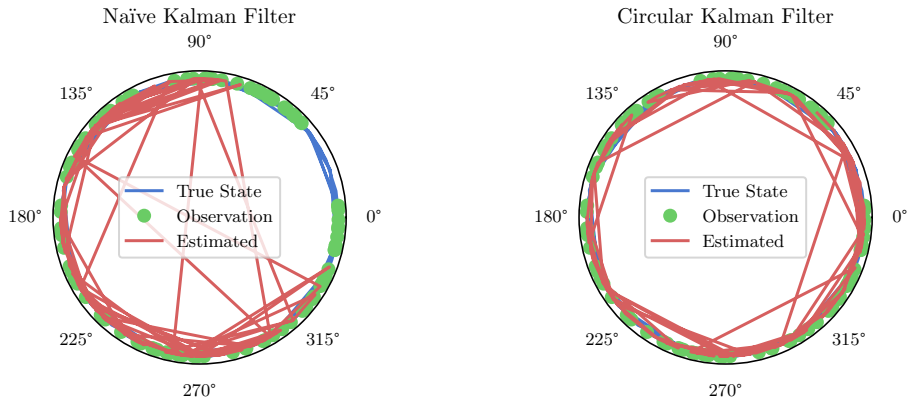 Naïve Kalman Filter
90°
135°
45°
180°
0°
225°
315°
270°
True State
Observation
Estimated
Circular Kalman Filter
90°
135°
45°
180°
0°
225°
315°
270°
True State
Observation
Estimated